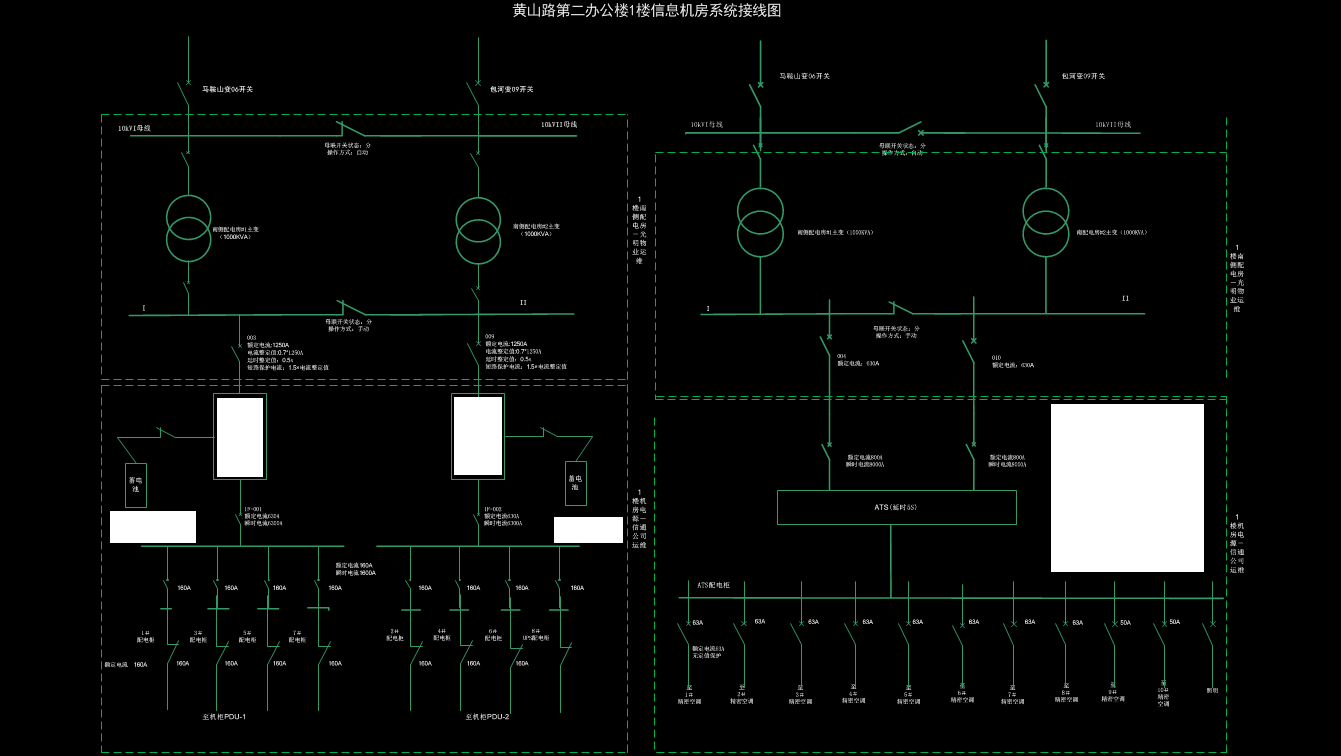 黄山路第二办公楼1楼信息机房系统接线图
马鞍山变06开关
包河变09开关
10kVI母线
10kVII母线
母联开关状态：分
操作方式：自动
南侧配电房#1主变
（1000KVA）
南侧配电房#2主变
（1000KVA）
I
II
母联开关状态：分
操作方式：手动
003
额定电流:1250A
电流整定值:0.7*1250A
延时整定值：0.5s
短路保护电流：1.5×电流整定值
009
额定电流:1250A
电流整定值:0.7*1250A
延时整定值：0.5s
短路保护电流：1.5×电流整定值
1
楼南
侧配
电房
－光
明物
业运
维
蓄电
池
蓄电
池
1P-001
额定电流630A
瞬时电流6300A
1P-002
额定电流630A
瞬时电流6300A
1
楼机
房电
源－
信通
公司
运维
额定电流160A
瞬时电流1600A
160A
160A
160A
160A
160A
160A
160A
160A
1#
配电柜
3#
配电柜
5#
配电柜
7#
配电柜
2#
配电柜
4#
配电柜
6#
配电柜
8#
UPS配电柜
额定电流 160A
160A
160A
160A
160A
160A
160A
160A
至机柜PDU-1
至机柜PDU-2
马鞍山变06开关
包河变09开关
10kVI母线
10kVII母线
母联开关状态：分
操作方式：自动
南侧配电房#1主变（1000KVA）
南配电房#2主变（1000KVA）
I
II
母联开关状态：分
操作方式：手动
004
额定电流：630A
010
额定电流：630A
1
楼南
侧配
电房
－光
明物
业运
维
额定电流800A
瞬时电流8000A
额定电流800A
瞬时电流8000A
ATS(延时5S)
1
楼机
房电
源－
信通
公司
运维
ATS配电柜
63A
63A
63A
63A
63A
63A
63A
63A
50A
50A
额定电流63A
无定值保护
至
1#
精密空调
至
2#
精密空调
至
3#
精密空调
至
4#
精密空调
至
5#
精密空调
至
6#
精密空调
至
7#
精密空调
至
8#
精密空调
至
9#
精密空调
至
10#
精密
空调
照明